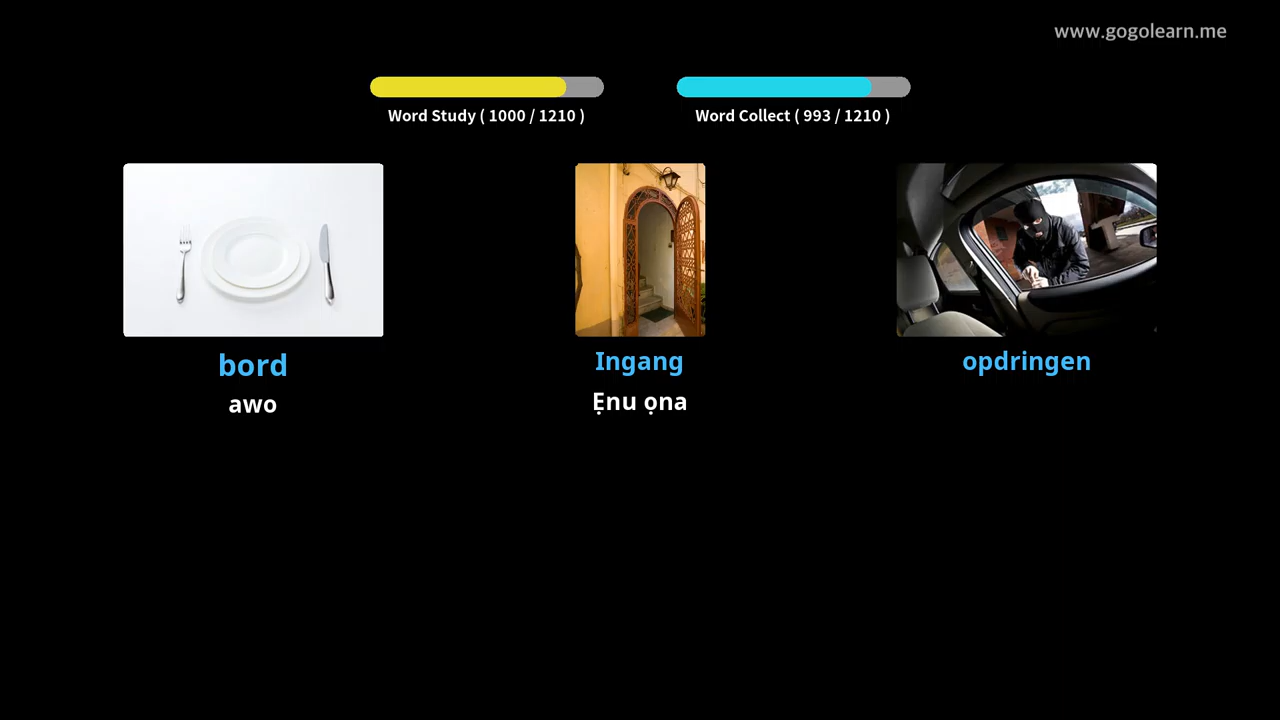 www.gogolearn.me
Word Study ( 1000 / 1210 )
Word Collect ( 993 / 1210 )
bord
awo
Ingang
Ẹnu ọna
opdringen